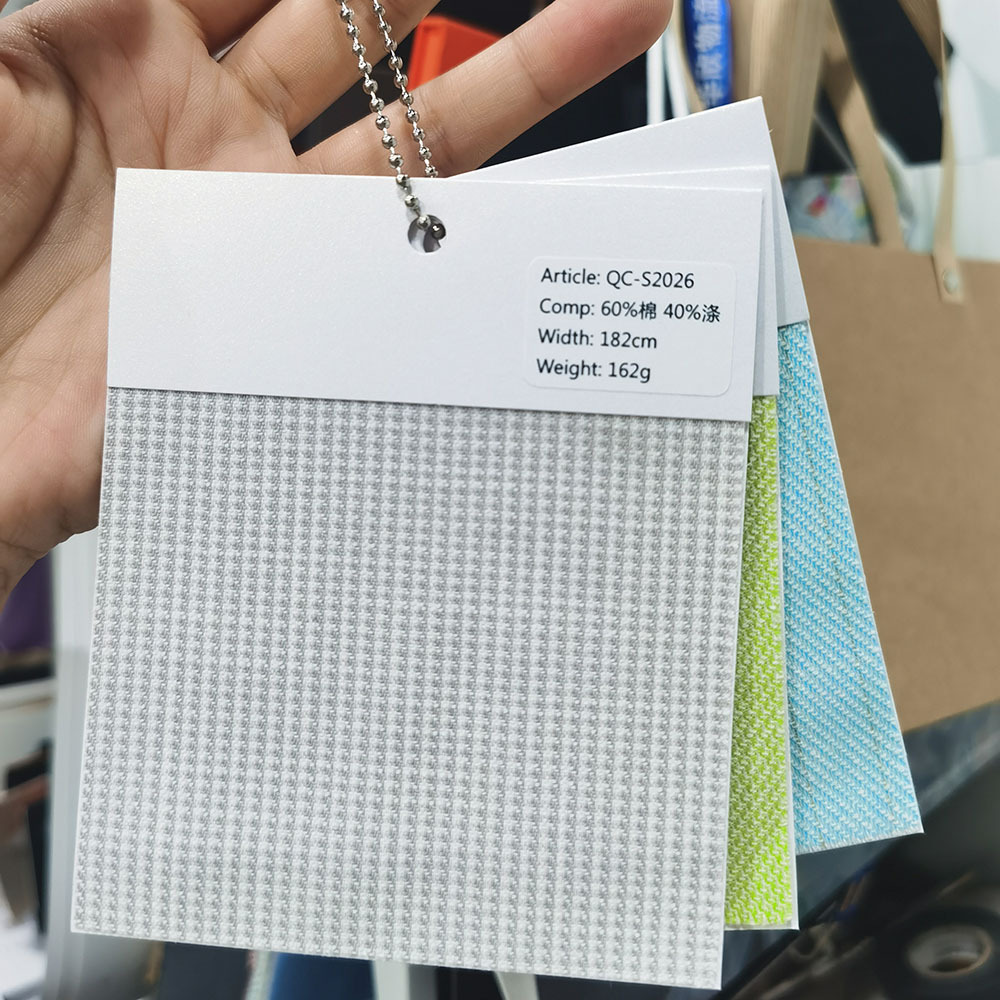 Article: QC-S2026
Comp: 60%棉 40%涤
Width: 182cm
Weight: 162g